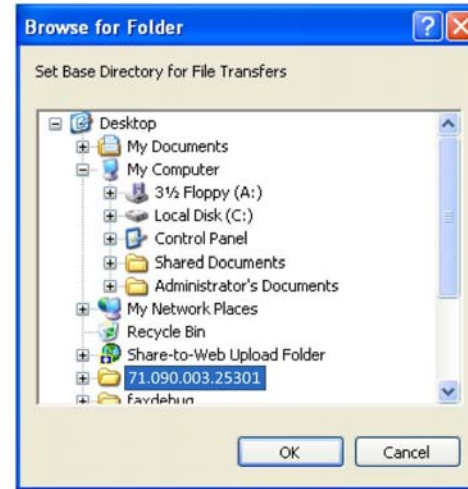 Browse for Folder
Set Base Directory for File Transfers
Desktop
My Documents
My Computer
3½ Floppy (A:)
Local Disk (C:)
Control Panel
Shared Documents
Administrator's Documents
My Network Places
Recycle Bin
Share-to-Web Upload Folder
71.090.003.25301
faxdebug
OK Cancel